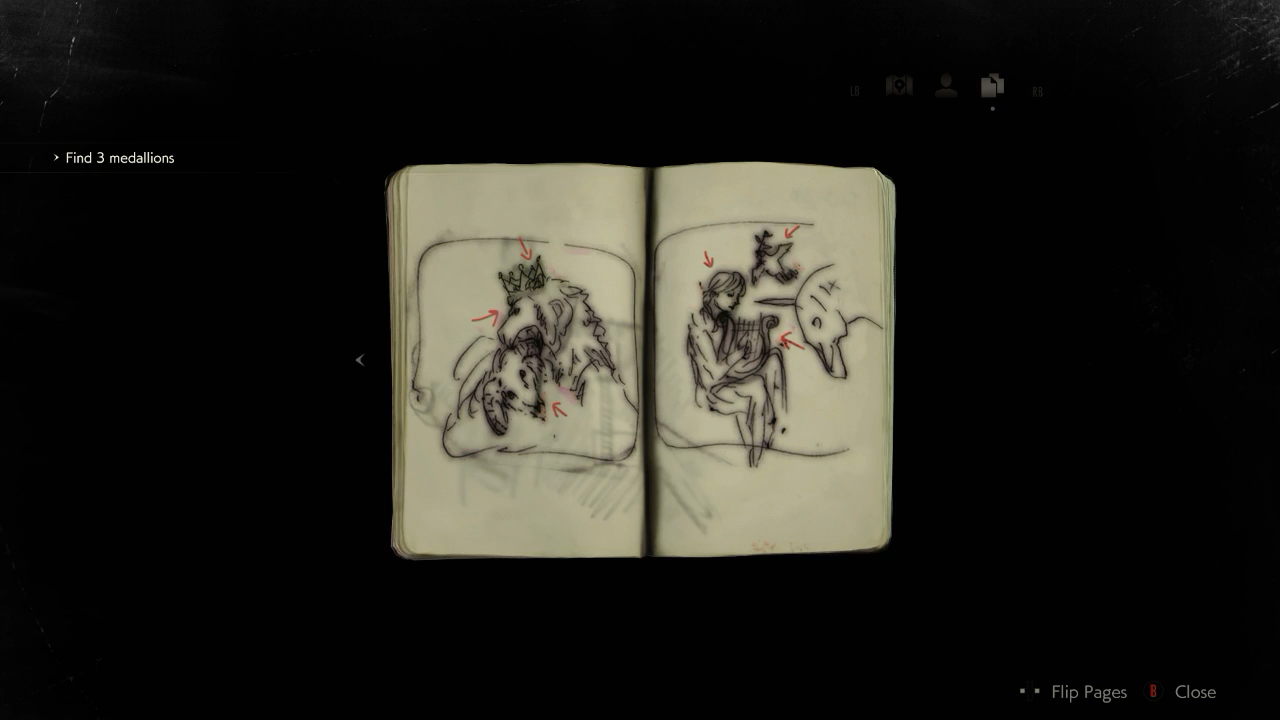 LB
RB
Find 3 medallions
Flip Pages
B
Close